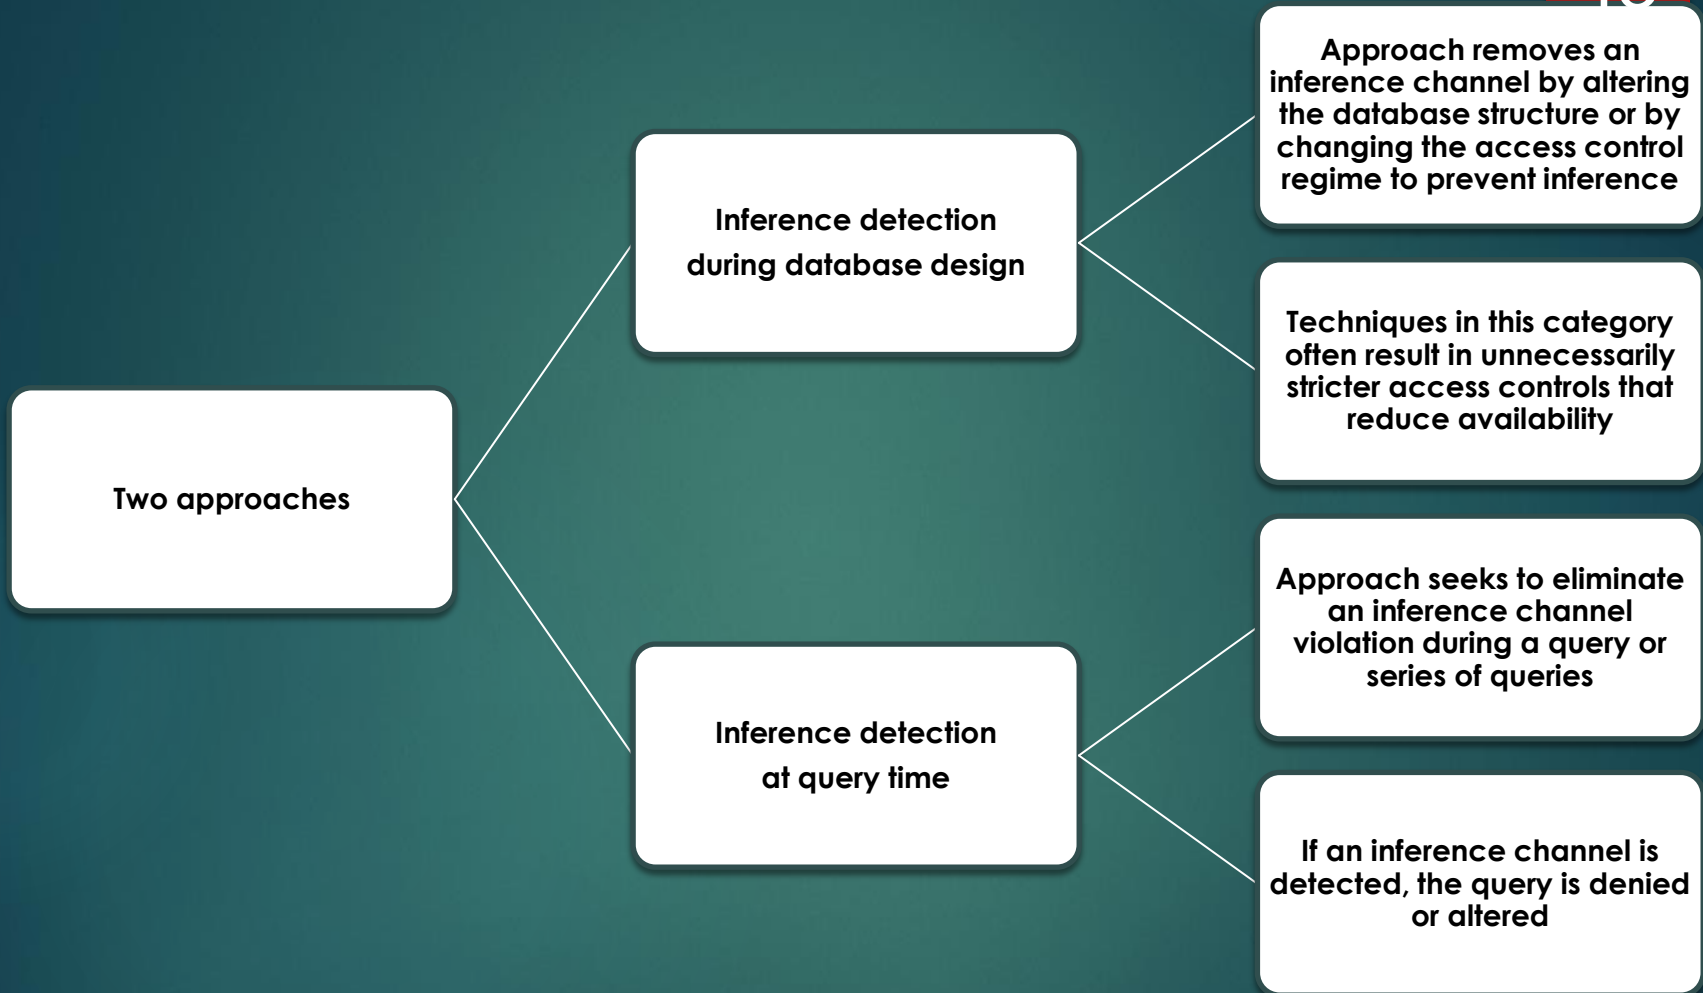 Two approaches
Inference detection
during database design
Approach removes an
inference channel by altering
the database structure or by
changing the access control
regime to prevent inference
Techniques in this category
often result in unnecessarily
stricter access controls that
reduce availability
Inference detection
at query time
Approach seeks to eliminate
an inference channel
violation during a query or
series of queries
If an inference channel is
detected, the query is denied
or altered